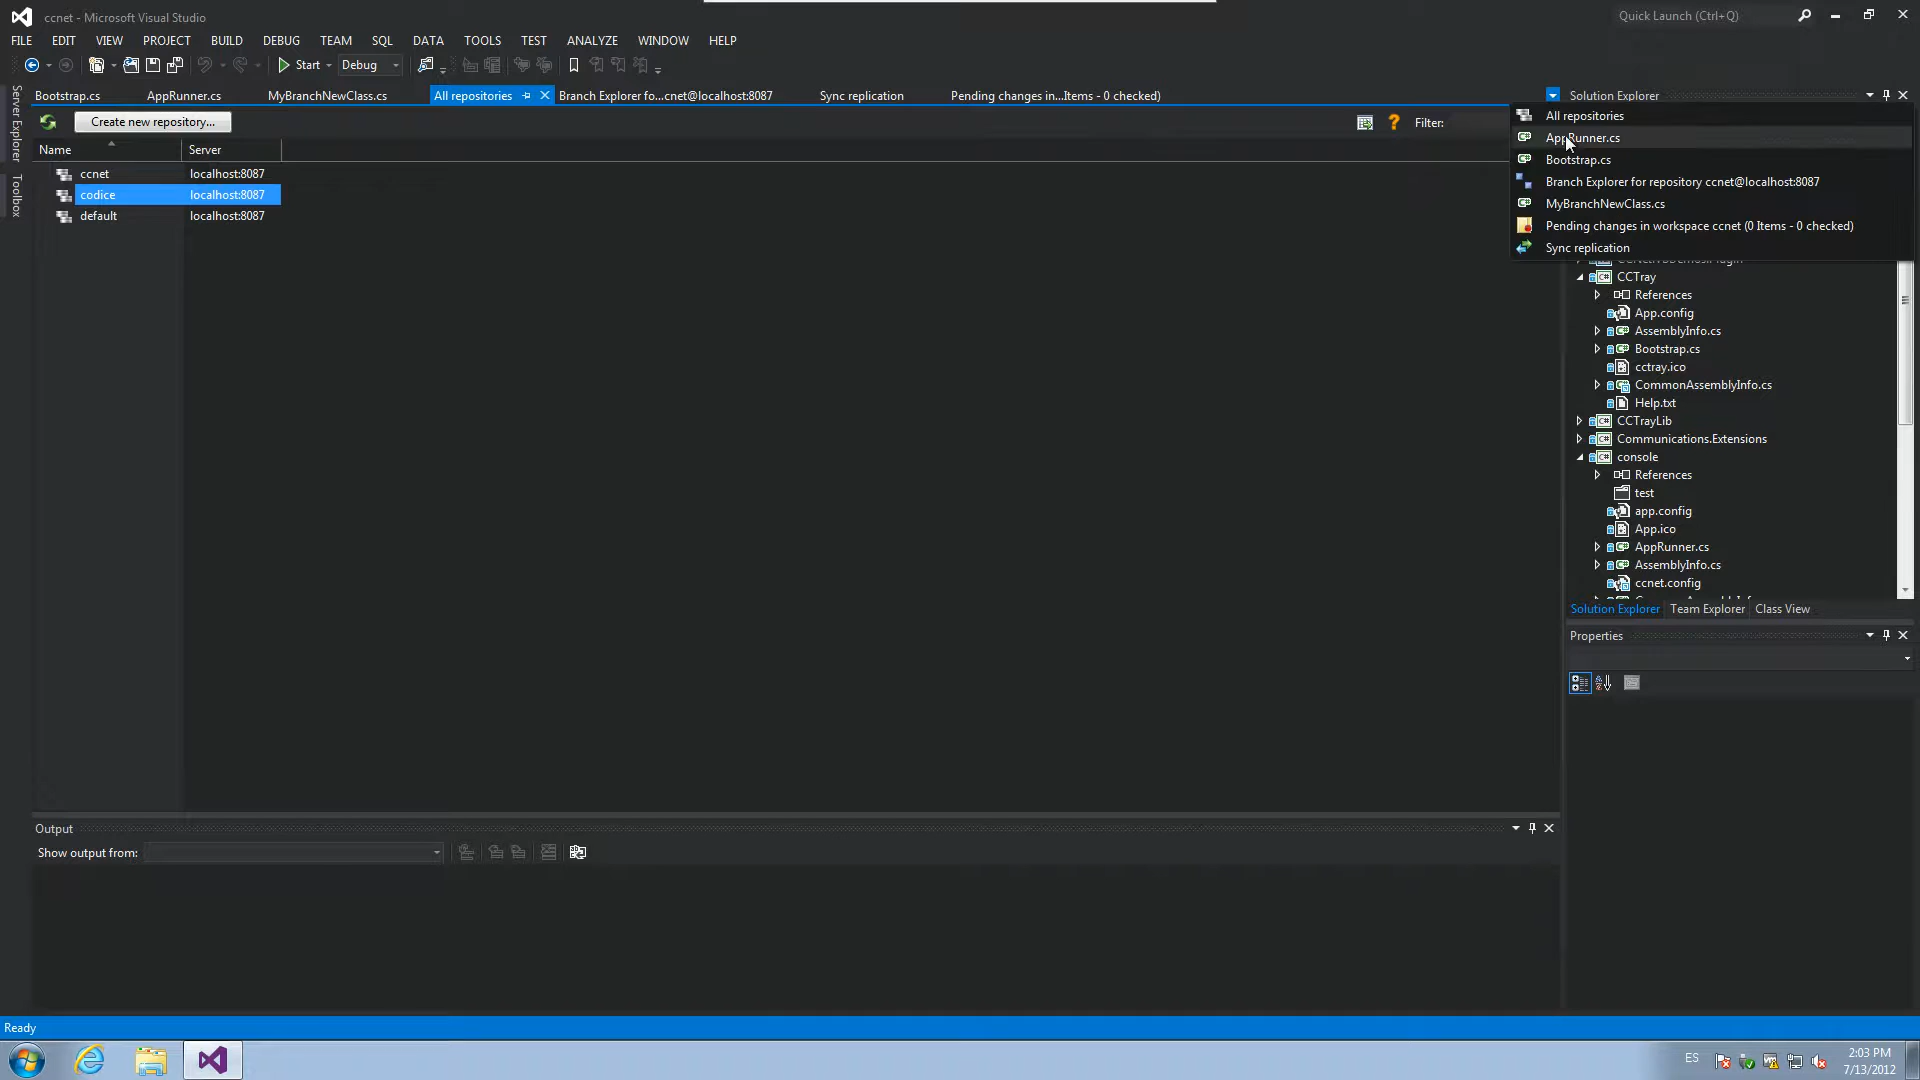 ccnet - Microsoft Visual Studio
Quick Launch (Ctrl+Q)
FILE EDIT VIEW PROJECT BUILD DEBUG TEAM SQL DATA TOOLS TEST ANALYZE WINDOW HELP
Start Debug
Server Explorer
Toolbox
Bootstrap.cs AppRunner.cs MyBranchNewClass.cs All repositories Branch Explorer fo...cnet@localhost:8087 Sync replication Pending changes in...Items - 0 checked)
Create new repository...
Filter:
Name Server
ccnet localhost:8087
codice localhost:8087
default localhost:8087
Solution Explorer
All repositories
AppRunner.cs
Bootstrap.cs
Branch Explorer for repository ccnet@localhost:8087
MyBranchNewClass.cs
Pending changes in workspace ccnet (0 Items - 0 checked)
Sync replication
CCTray
References
App.config
AssemblyInfo.cs
Bootstrap.cs
cctray.ico
CommonAssemblyInfo.cs
Help.txt
CCTrayLib
Communications.Extensions
console
References
test
app.config
App.ico
AppRunner.cs
AssemblyInfo.cs
ccnet.config
Solution Explorer Team Explorer Class View
Properties
Output
Show output from:
Ready
ES
2:03 PM
7/13/2012